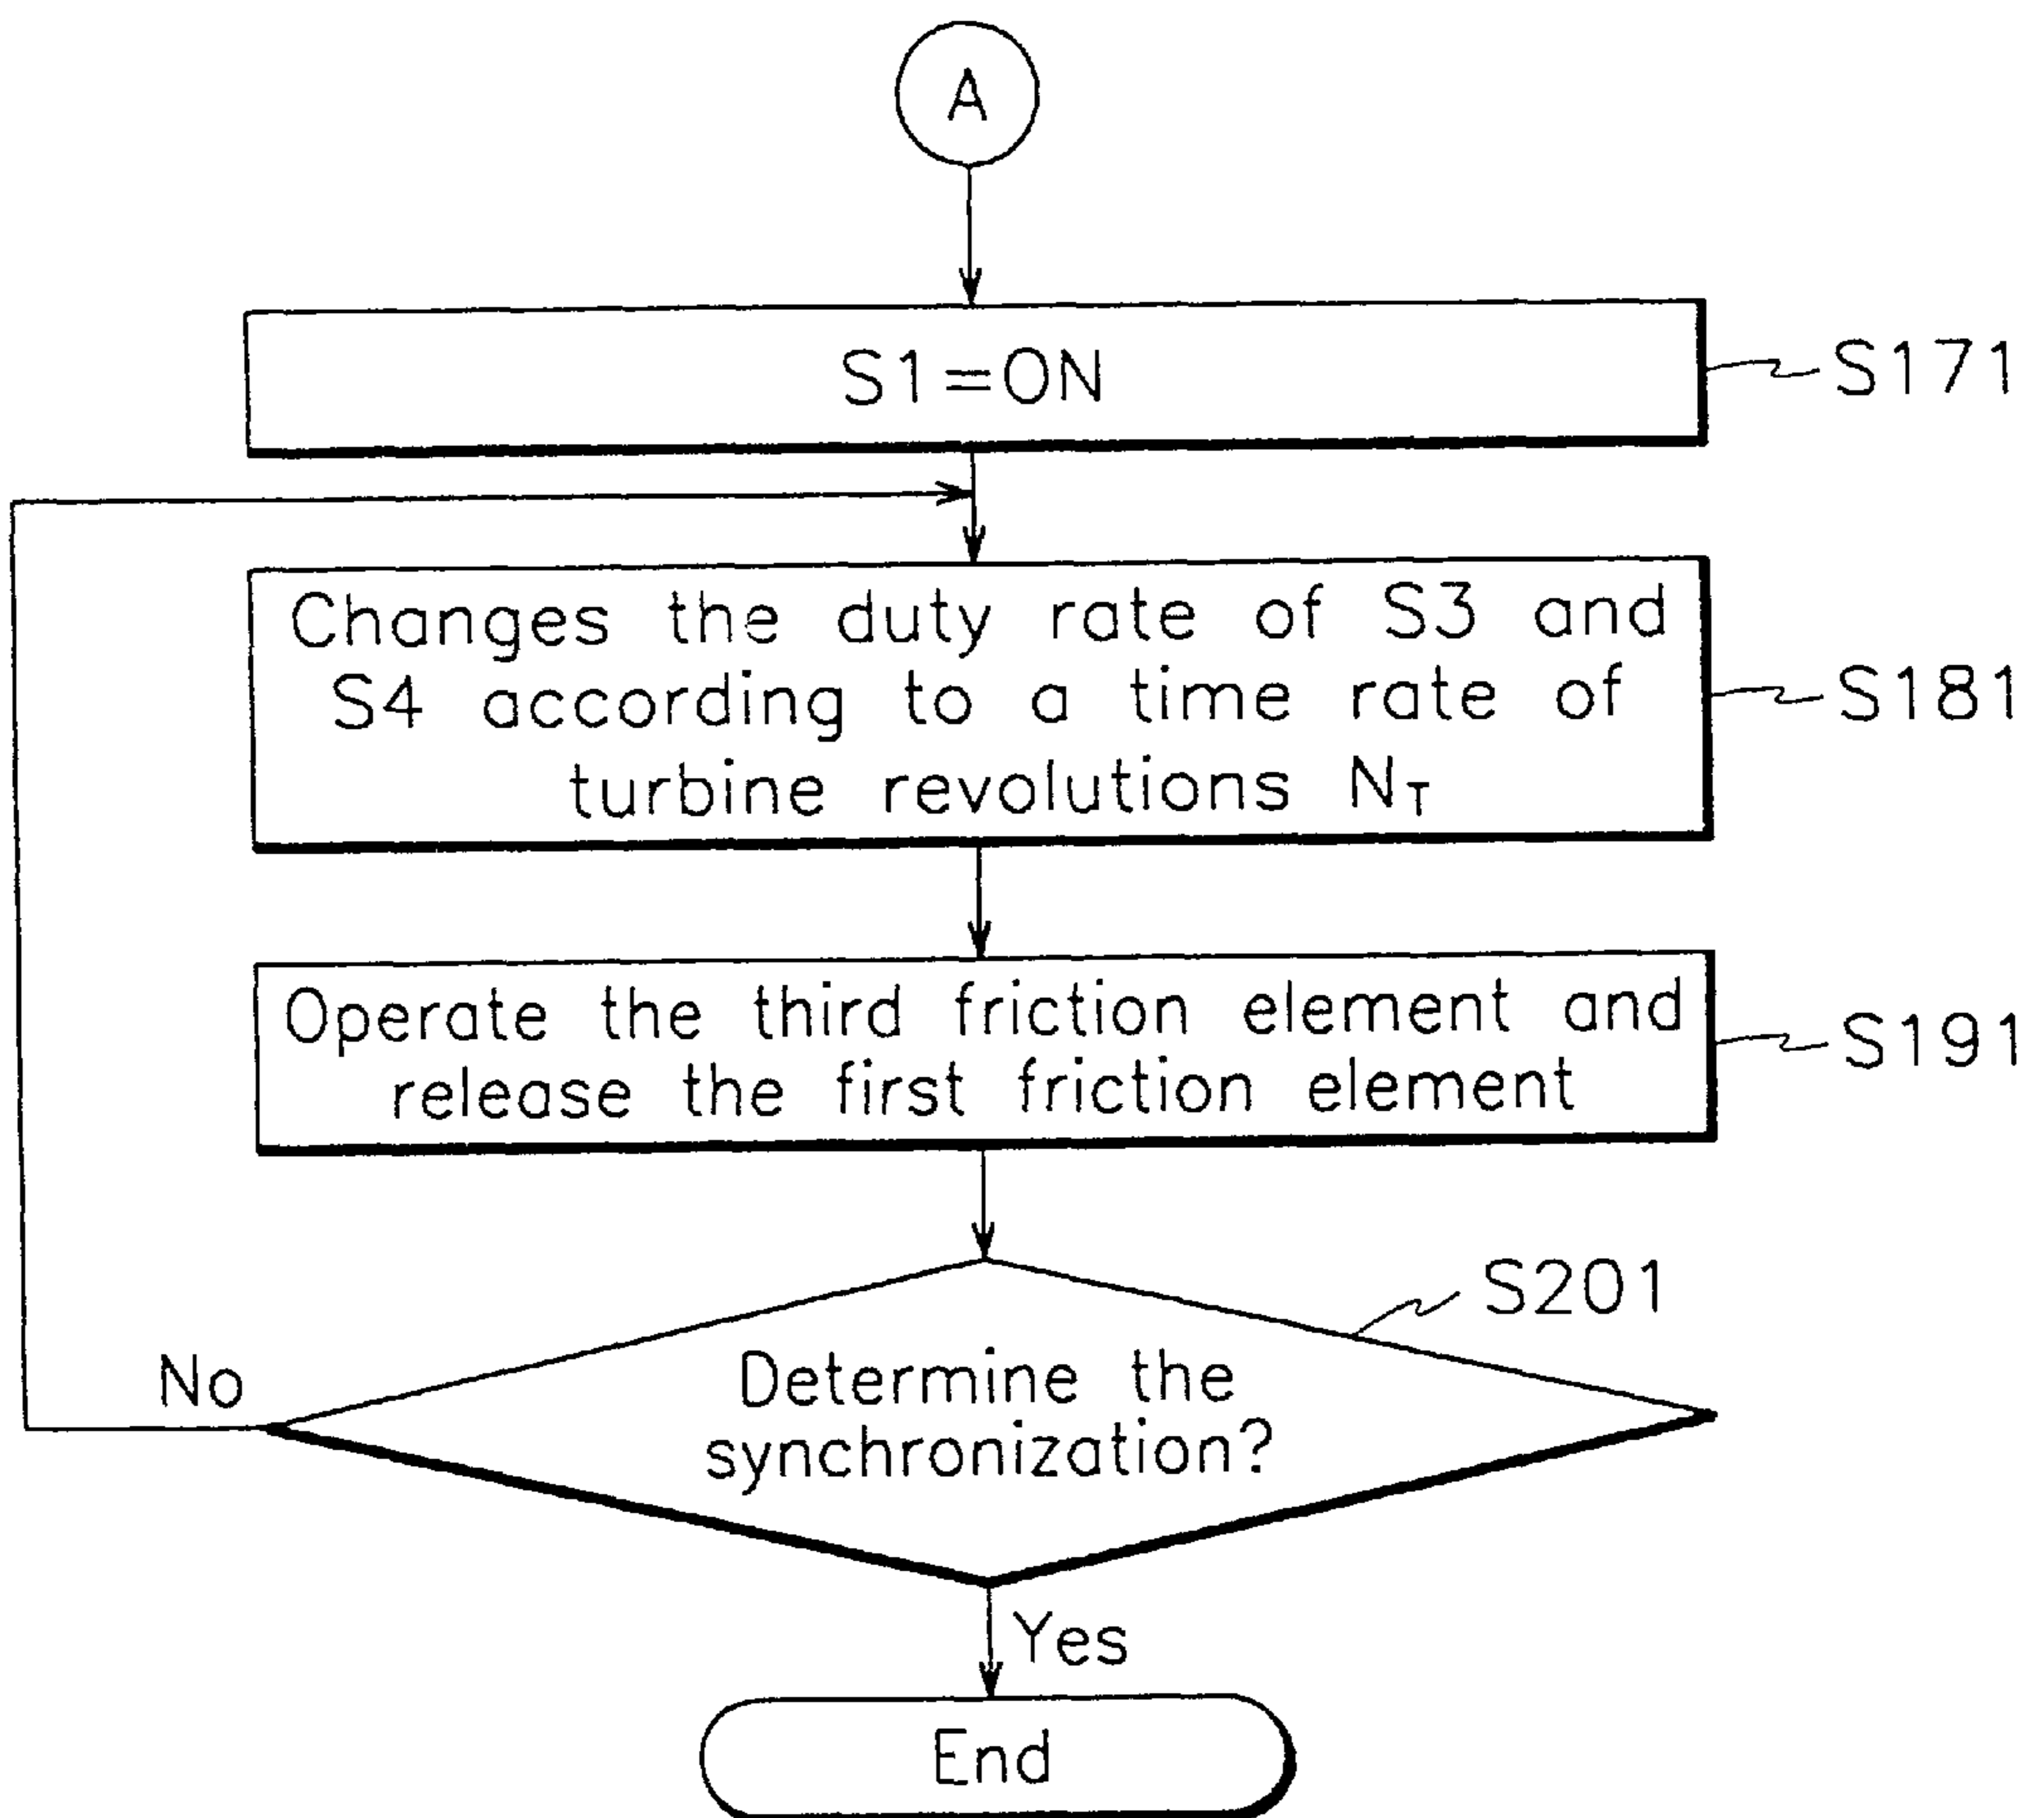 A
S1=ON
S171
Changes the duty rate of S3 and
S4 according to a time rate of
turbine revolutions N_T
S181
Operate the third friction element and
release the first friction element
S191
S201
Determine the
synchronization?
No
Yes
End